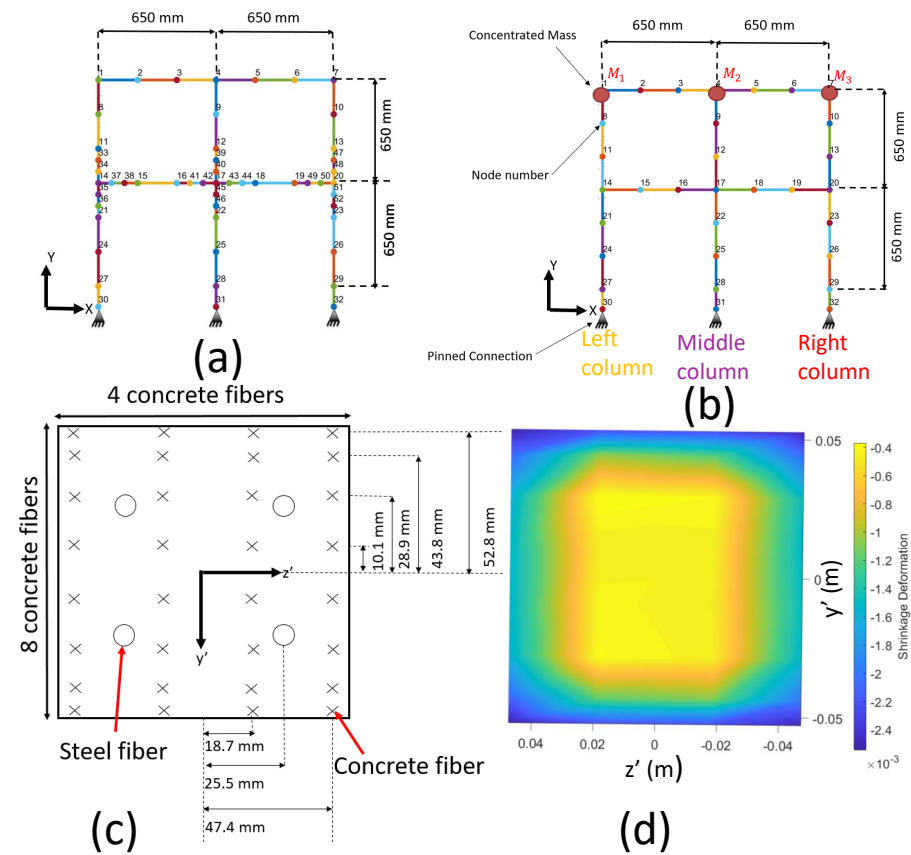 650 mm 650 mm
1 2 3 4 5 6 7
8 9 10
11 12 13
33 39 47
34 40 48
14 37 38 15 16 41 42 17 43 44 18 19 49 50 20
35 45 51
36 46 52
21 22 23
24 25 26
27 28 29
30 31 32
650 mm
650 mm
Y
X
(a)
Concentrated Mass
650 mm 650 mm
M1 M2 M3
1 2 3 4 5 6 7
8 9 10
11 12 13
Node number
14 15 16 17 18 19 20
21 22 23
24 25 26
27 28 29
30 31 32
650 mm
650 mm
Y
X
Pinned Connection
Left
column
Middle
column
Right
column
(b)
4 concrete fibers
8 concrete fibers
10.1 mm
28.9 mm
43.8 mm
52.8 mm
z'
y'
18.7 mm
25.5 mm
47.4 mm
Steel fiber
Concrete fiber
(c)
0.05
0
-0.05
y' (m)
0.04 0.02 0 -0.02 -0.04
z' (m)
-0.4
-0.6
-0.8
-1
-1.2
-1.4
-1.6
-1.8
-2
-2.2
-2.4
×10⁻³
Shrinkage Deformation
(d)